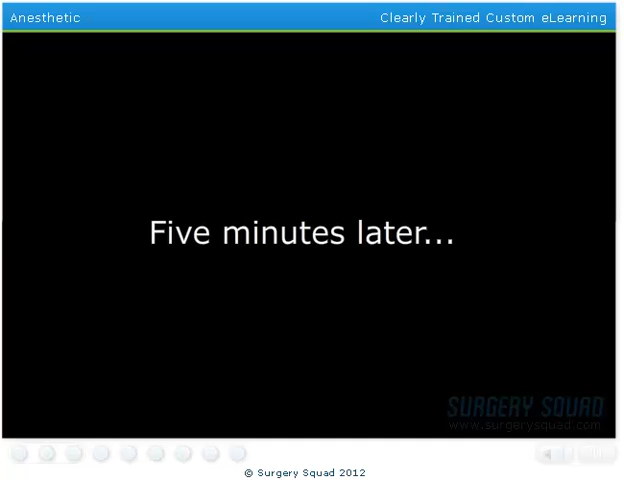 Anesthetic
Clearly Trained Custom eLearning
Five minutes later...
SURGERY SQUAD
www.surgerysquad.com
© Surgery Squad 2012